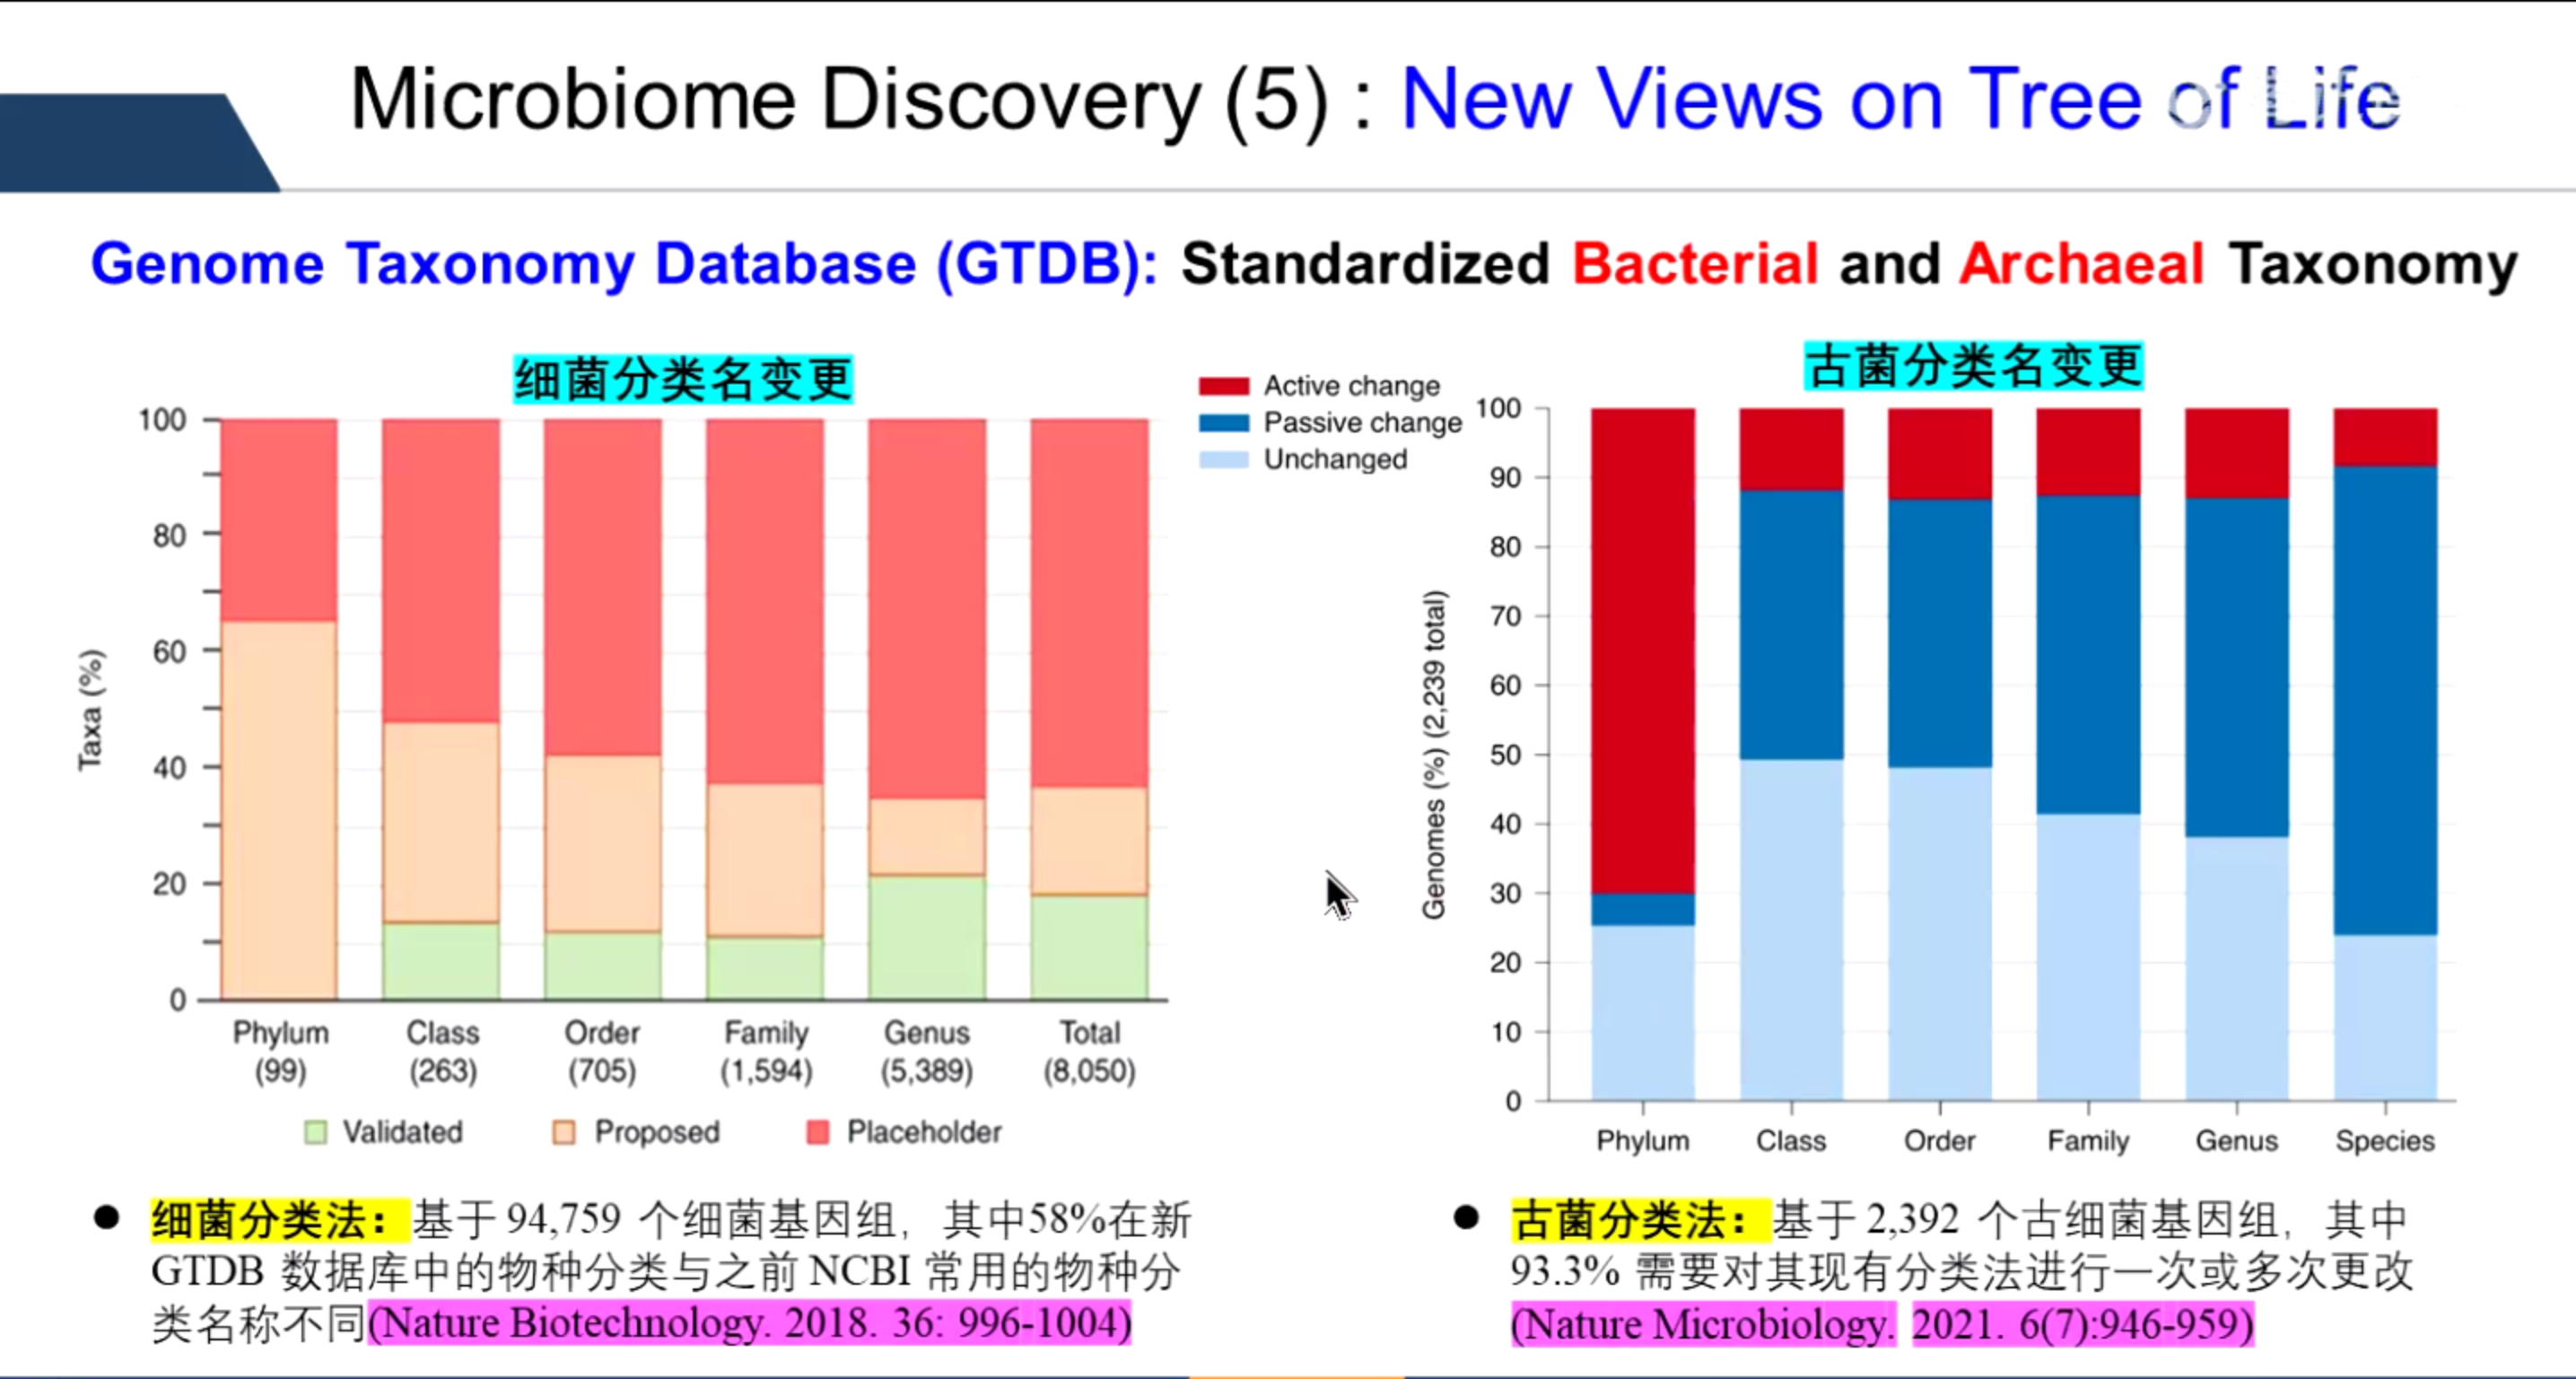 Microbiome Discovery (5) : New Views on Tree of Life
Genome Taxonomy Database (GTDB): Standardized Bacterial and Archaeal Taxonomy
细菌分类名变更
100
80
60
40
20
0
Taxa (%)
Phylum
(99)
Class
(263)
Order
(705)
Family
(1,594)
Genus
(5,389)
Total
(8,050)
Validated
Proposed
Placeholder
Active change
Passive change
Unchanged
古菌分类名变更
100
90
80
70
60
50
40
30
20
10
0
Genomes (%) (2,239 total)
Phylum
Class
Order
Family
Genus
Species
● 细菌分类法：基于 94,759 个细菌基因组，其中58%在新
GTDB 数据库中的物种分类与之前 NCBI 常用的物种分
类名称不同(Nature Biotechnology. 2018. 36: 996-1004)
● 古菌分类法：基于 2,392 个古细菌基因组，其中
93.3% 需要对其现有分类法进行一次或多次更改
(Nature Microbiology. 2021. 6(7):946-959)